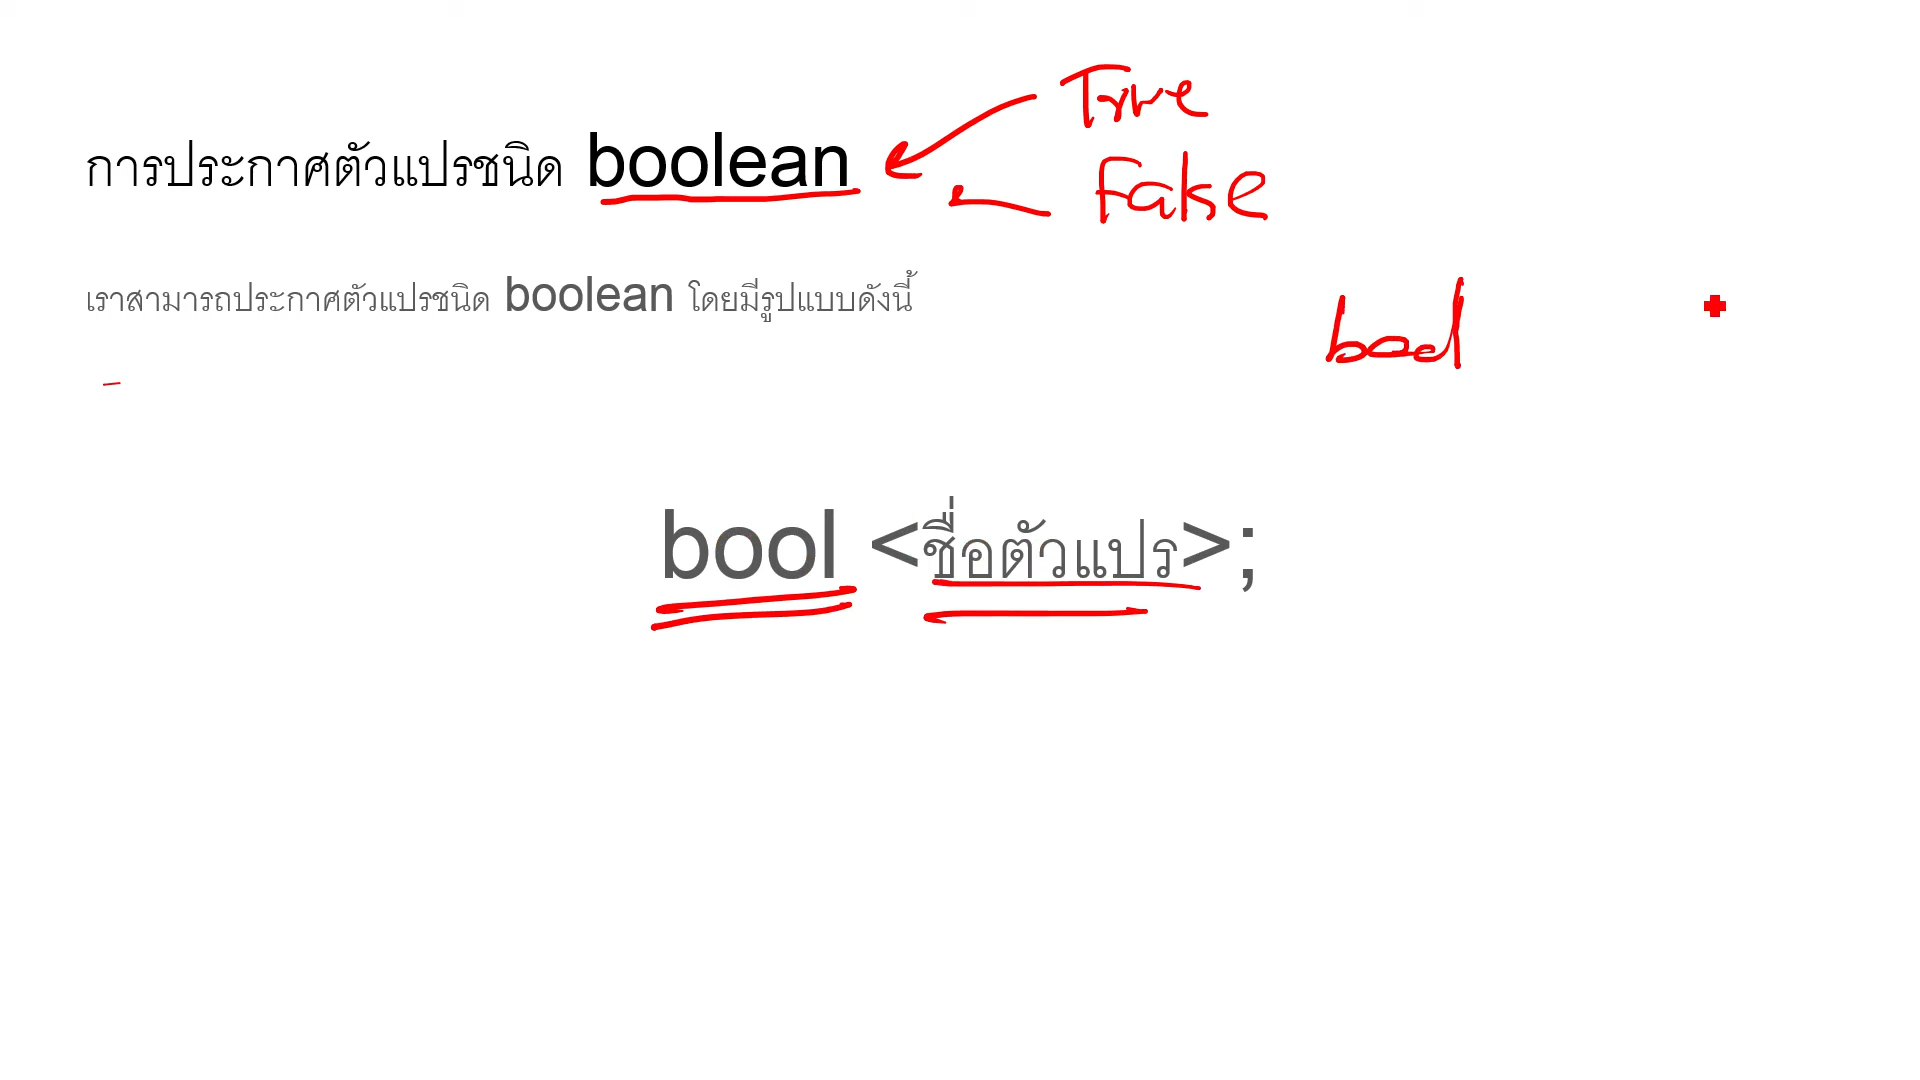 True
การประกาศตัวแปรชนิด boolean
False
เราสามารถประกาศตัวแปรชนิด boolean โดยมีรูปแบบดังนี้
bool
bool <ชื่อตัวแปร>;